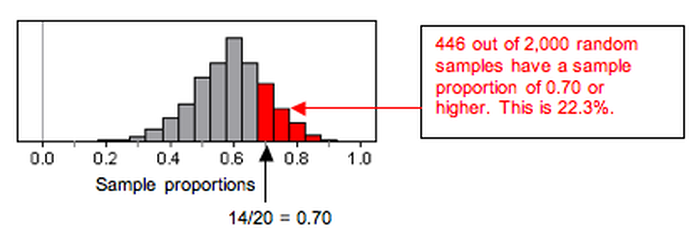 446 out of 2,000 random
samples have a sample
proportion of 0.70 or
higher. This is 22.3%.
0.0 0.2 0.4 0.6 0.8 1.0
Sample proportions
14/20 = 0.70